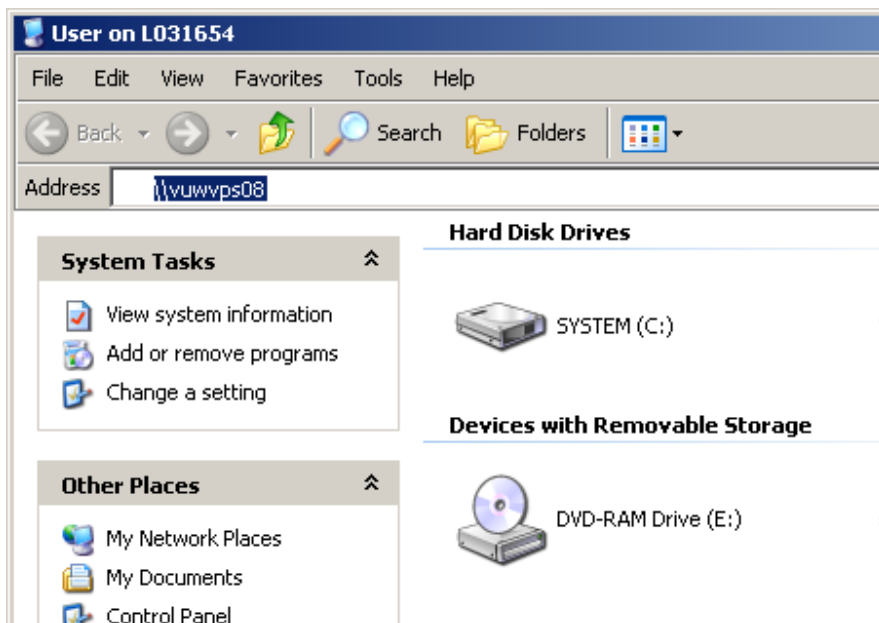 User on L031654
File Edit View Favorites Tools Help
Back Search Folders
Address \\vuwvps08
System Tasks
View system information
Add or remove programs
Change a setting
Other Places
My Network Places
My Documents
Control Panel
Hard Disk Drives
SYSTEM (C:)
Devices with Removable Storage
DVD-RAM Drive (E:)